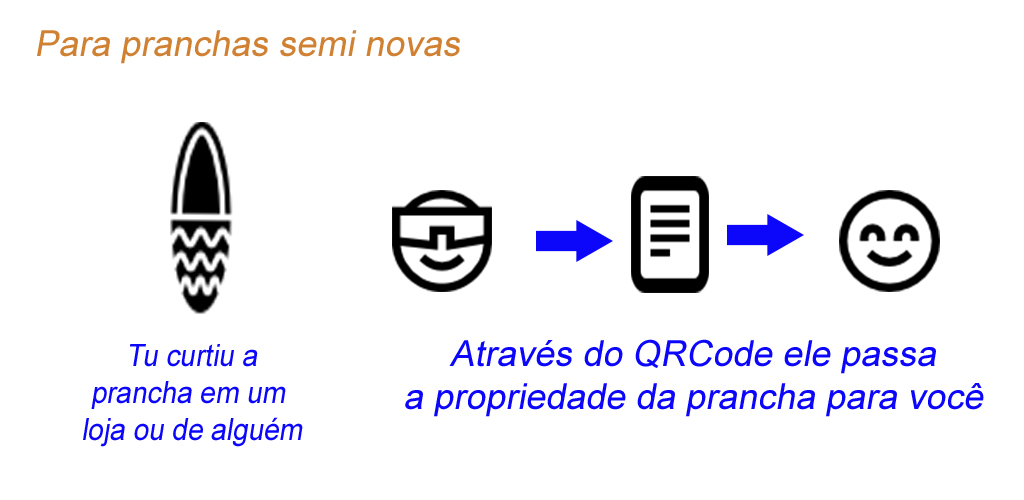 Para pranchas semi novas
Tu curtiu a
prancha em um
loja ou de alguém
Através do QRCode ele passa
a propriedade da prancha para você